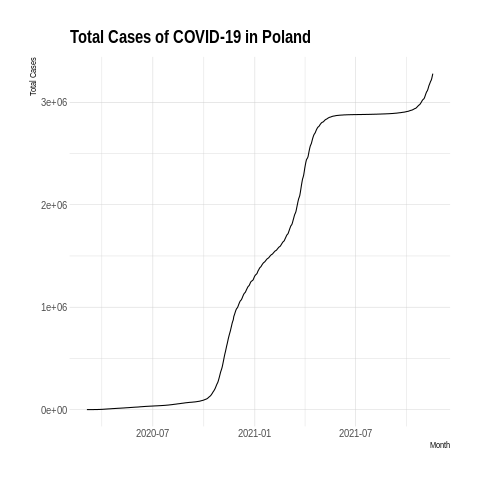 Total Cases of COVID-19 in Poland
Total Cases
3e+06
2e+06
1e+06
0e+00
2020-07
2021-01
2021-07
Month